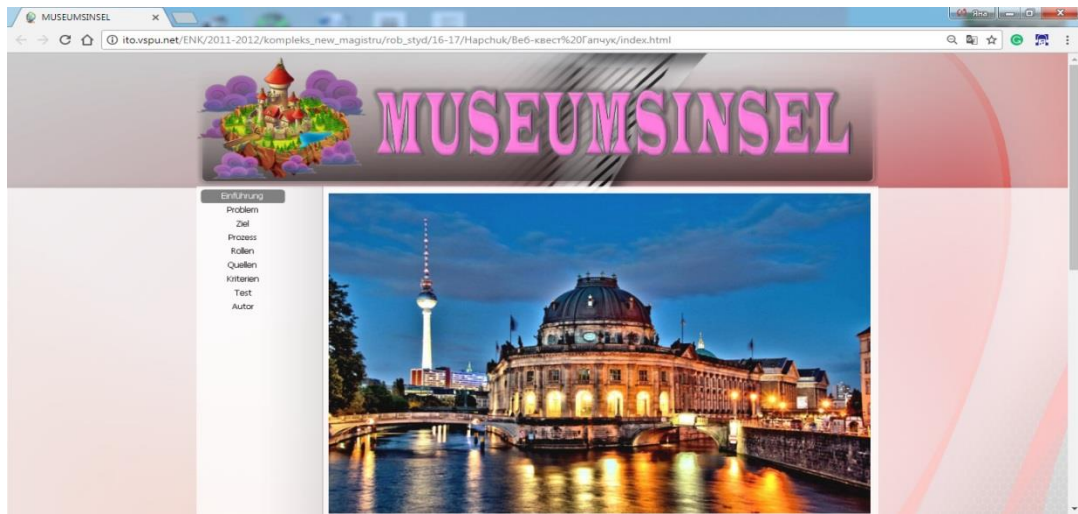 MUSEUMSINSEL
Яна
ito.vspu.net/ENK/2011-2012/kompleks_new_magistru/rob_styd/16-17/Hapchuk/Веб-квест%20Гапчук/index.html
MUSEUMSINSEL
Einführung
Problem
Ziel
Prozess
Rollen
Quellen
Kriterien
Test
Autor